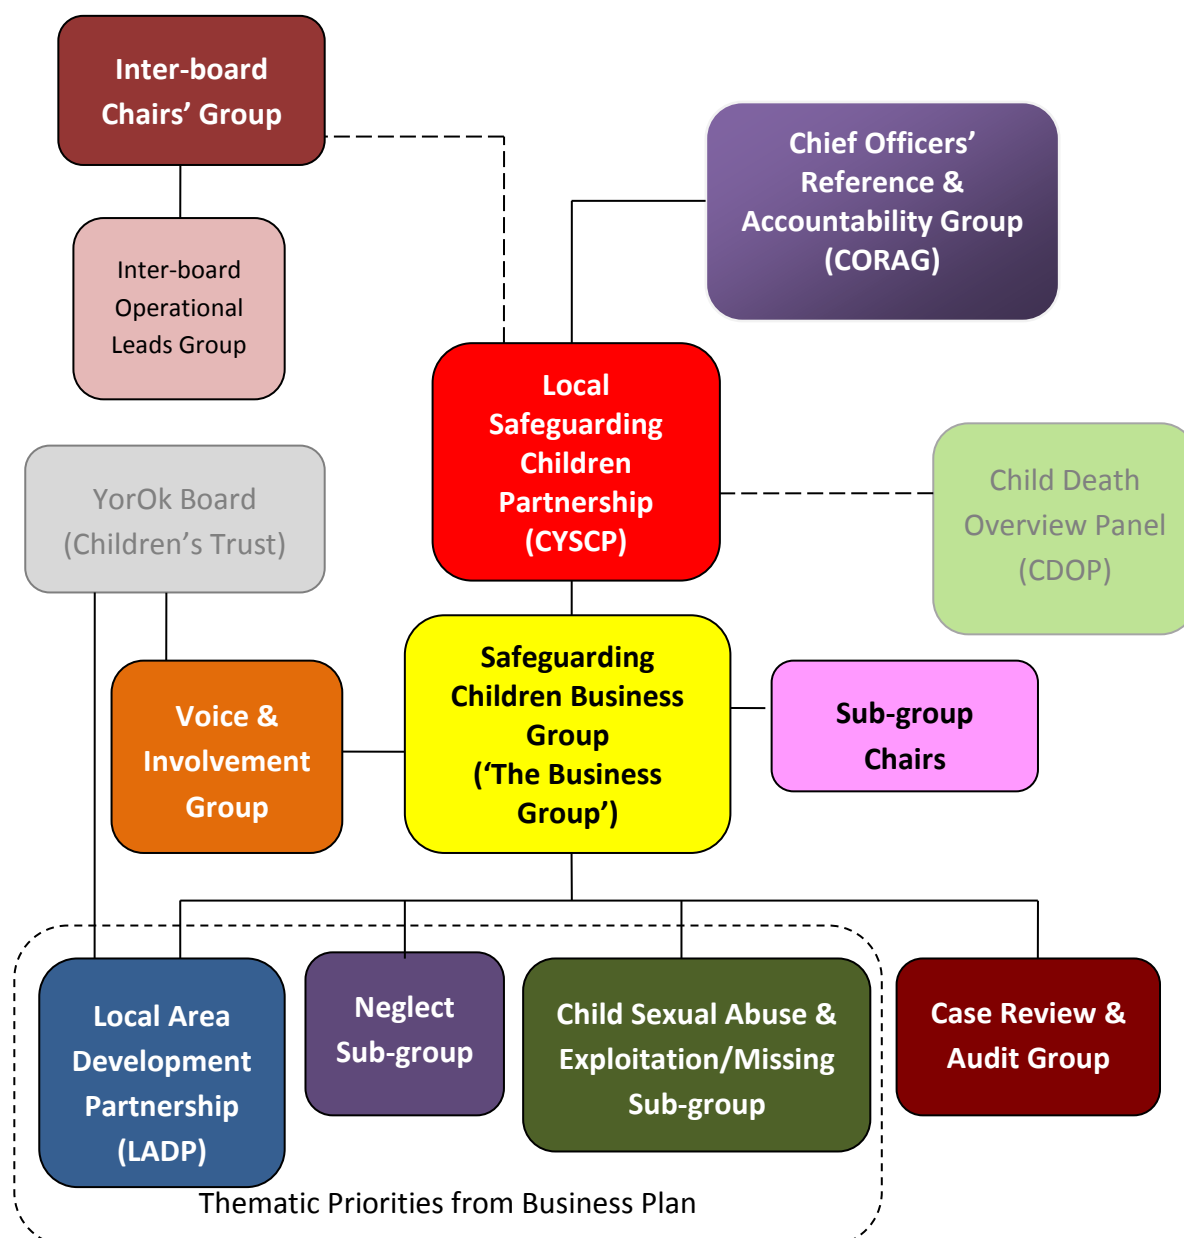 Inter-board
Chairs’ Group
Chief Officers’
Reference &
Accountability Group
(CORAG)
Inter-board
Operational
Leads Group
Local
Safeguarding
Children
Partnership
(CYSCP)
YorOk Board
(Children’s Trust)
Child Death
Overview Panel
(CDOP)
Safeguarding
Children Business
Group
(‘The Business
Group’)
Voice &
Involvement
Group
Sub-group
Chairs
Local Area
Development
Partnership
(LADP)
Neglect
Sub-group
Child Sexual Abuse &
Exploitation/Missing
Sub-group
Case Review &
Audit Group
Thematic Priorities from Business Plan